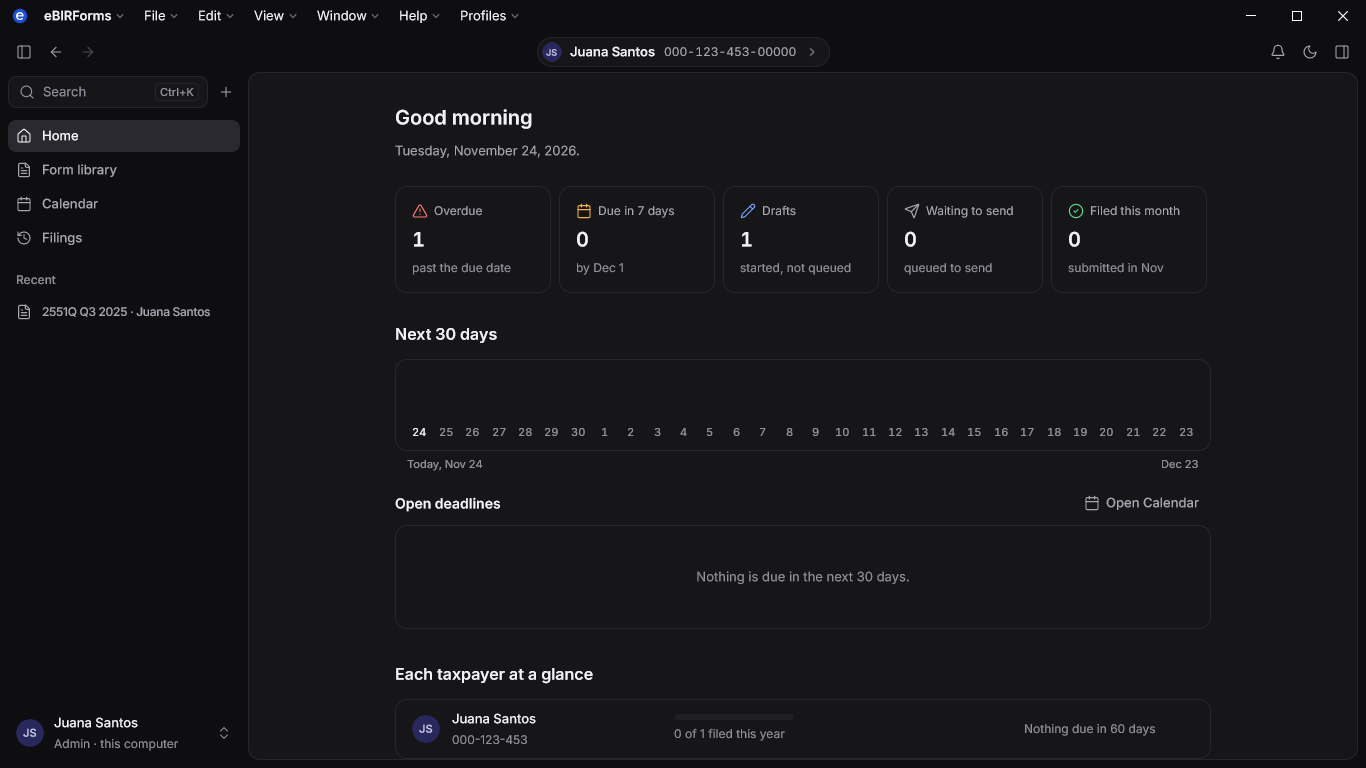 e eBIRForms File Edit View Window Help Profiles
JS Juana Santos 000-123-453-00000
Search Ctrl+K
Home
Form library
Calendar
Filings
Recent
2551Q Q3 2025 · Juana Santos
JS Juana Santos
Admin · this computer
Good morning
Tuesday, November 24, 2026.
Overdue
1
past the due date
Due in 7 days
0
by Dec 1
Drafts
1
started, not queued
Waiting to send
0
queued to send
Filed this month
0
submitted in Nov
Next 30 days
24 25 26 27 28 29 30 1 2 3 4 5 6 7 8 9 10 11 12 13 14 15 16 17 18 19 20 21 22 23
Today, Nov 24 Dec 23
Open deadlines Open Calendar
Nothing is due in the next 30 days.
Each taxpayer at a glance
JS Juana Santos
000-123-453
0 of 1 filed this year
Nothing due in 60 days